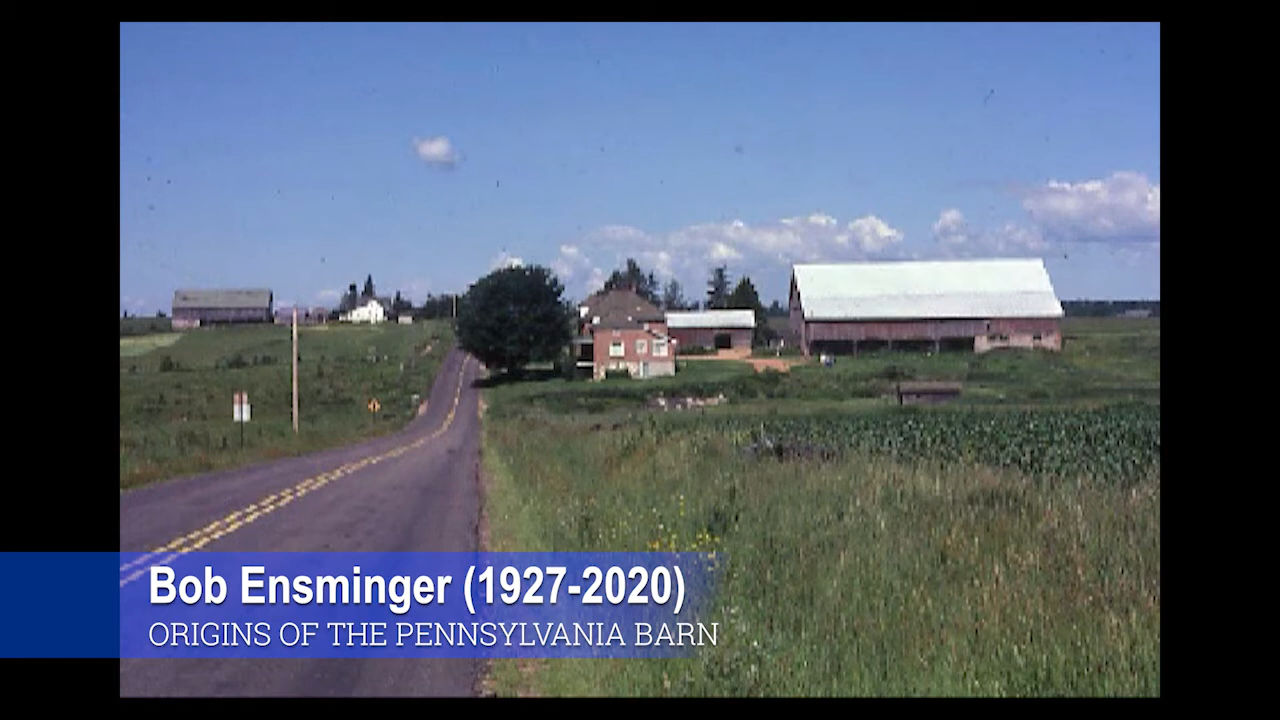 Bob Ensminger (1927-2020)
ORIGINS OF THE PENNSYLVANIA BARN